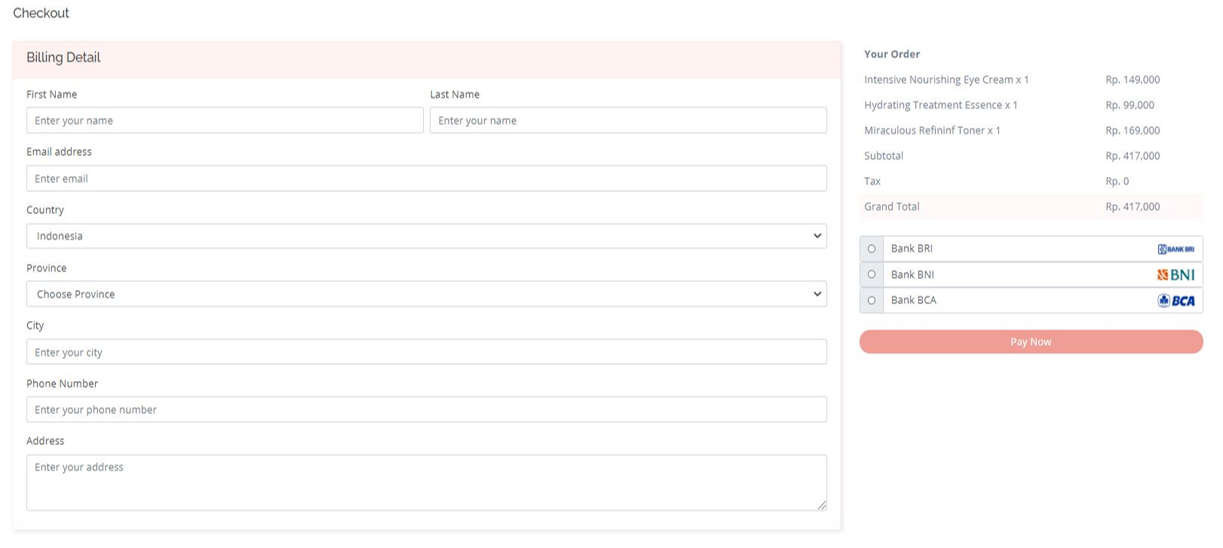 Checkout
Billing Detail
First Name
Last Name
Enter your name
Enter your name
Email address
Enter email
Country
Indonesia
Province
Choose Province
City
Enter your city
Phone Number
Enter your phone number
Address
Enter your address
Your Order
Intensive Nourishing Eye Cream x 1 Rp. 149,000
Hydrating Treatment Essence x 1 Rp. 99,000
Miraculous Refininf Toner x 1 Rp. 169,000
Subtotal Rp. 417,000
Tax Rp. 0
Grand Total Rp. 417,000
Bank BRI BANK BRI
Bank BNI BNI
Bank BCA BCA
Pay Now